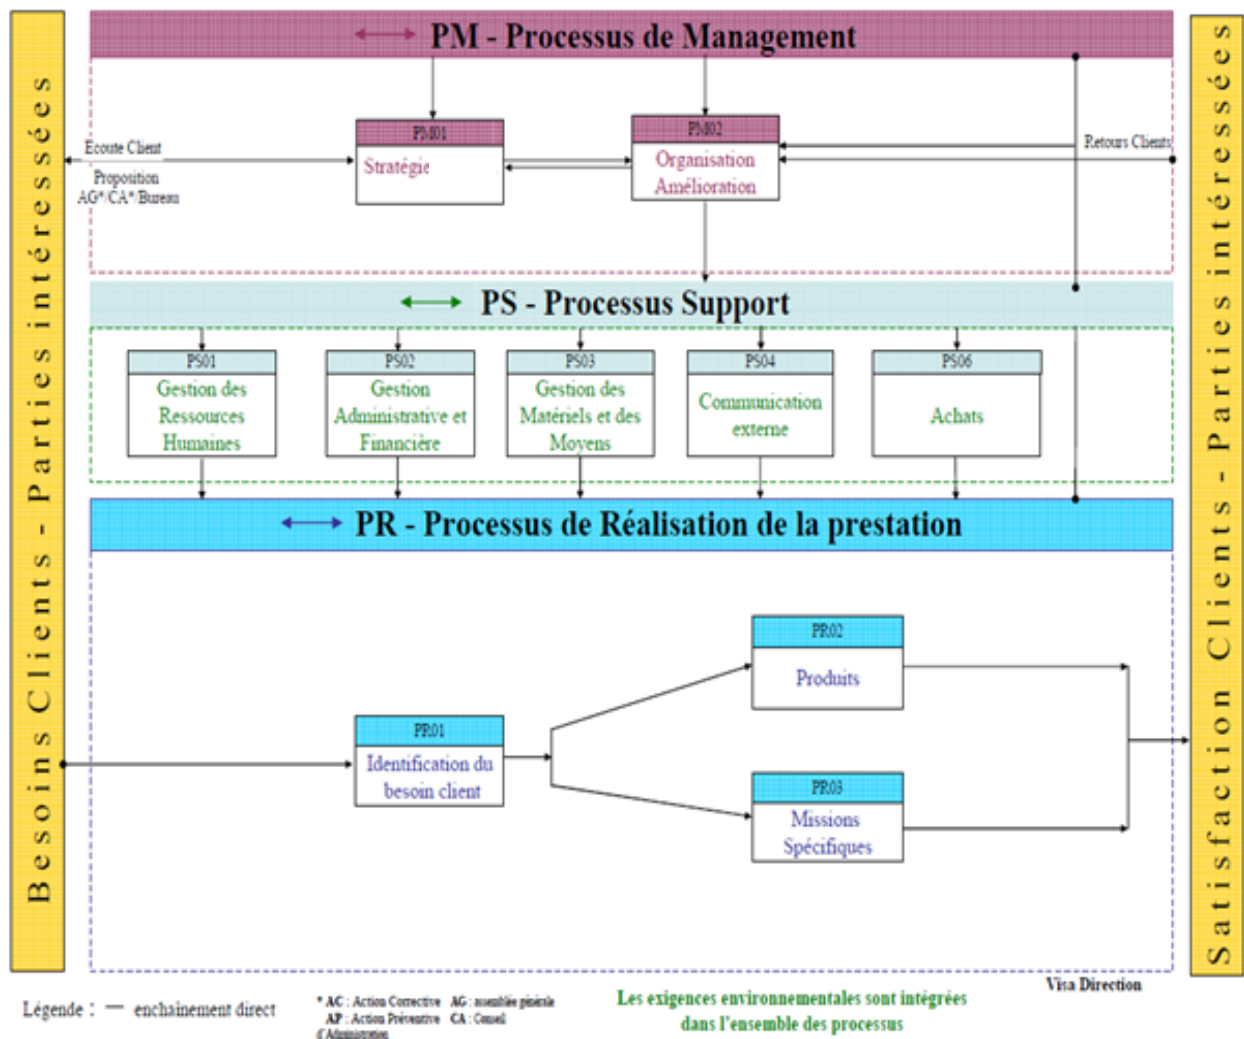 Besoins Clients - Parties intéressées
PM - Processus de Management
PM01
Stratégie
PM02
Organisation
Amélioration
Ecoute Client
Proposition
AG*/CA*/Bureau
Retours Clients
PS - Processus Support
PS01
Gestion des
Ressources
Humaines
PS02
Gestion
Administrative et
Financière
PS03
Gestion des
Matériels et des
Moyens
PS04
Communication
externe
PS06
Achats
PR - Processus de Réalisation de la prestation
PR01
Identification du
besoin client
PR02
Produits
PR03
Missions
Spécifiques
Satisfaction Clients - Parties intéressées
Visa Direction
Légende : — enchaînement direct
* AC : Action Corrective AG : assemblée générale
AP : Action Préventive CA : Conseil
d'Administration
Les exigences environnementales sont intégrées
dans l'ensemble des processus